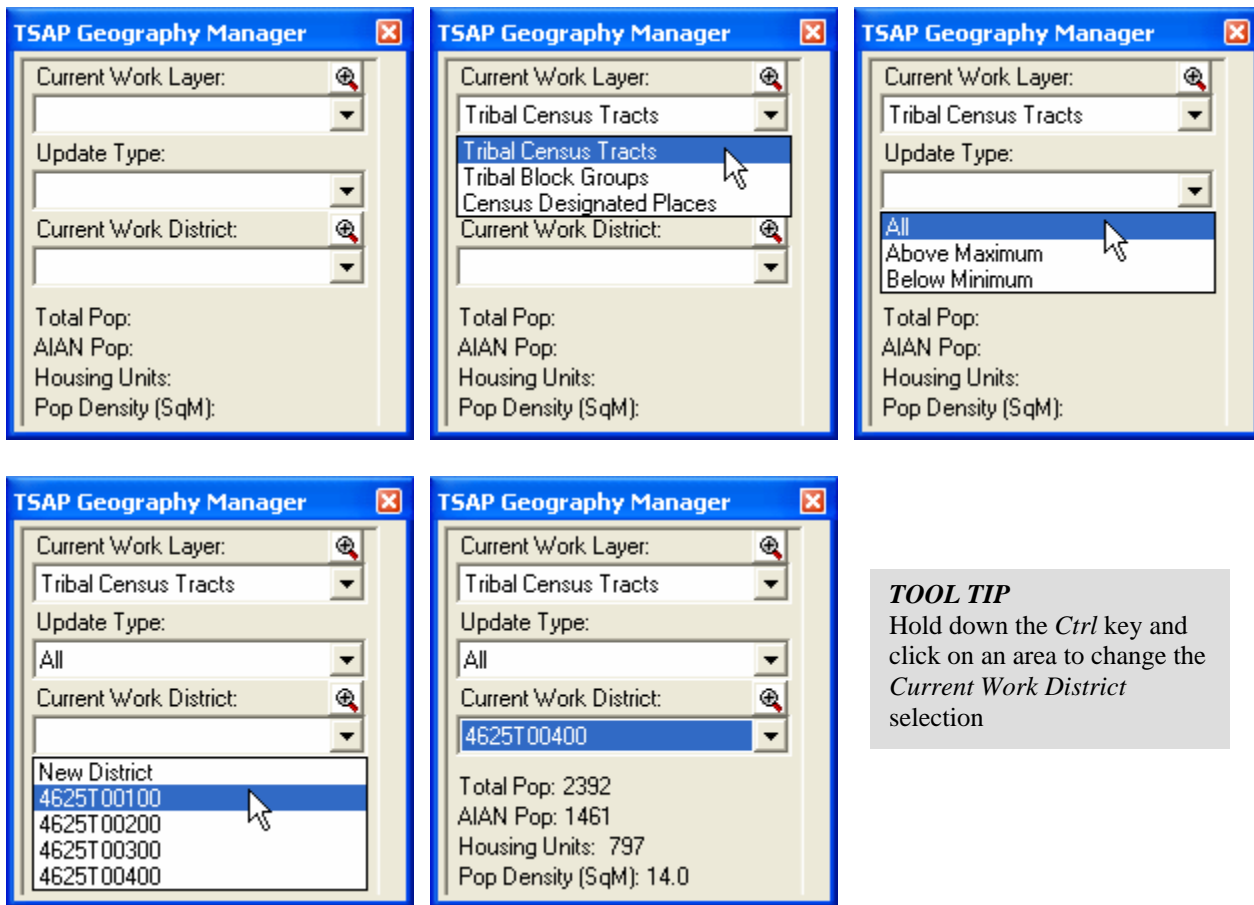 TSAP Geography Manager
Current Work Layer:
Update Type:
Current Work District:
Total Pop:
AIAN Pop:
Housing Units:
Pop Density (SqM):
TSAP Geography Manager
Current Work Layer:
Tribal Census Tracts
Tribal Census Tracts
Tribal Block Groups
Census Designated Places
Current Work District:
Total Pop:
AIAN Pop:
Housing Units:
Pop Density (SqM):
TSAP Geography Manager
Current Work Layer:
Tribal Census Tracts
Update Type:
All
Above Maximum
Below Minimum
Total Pop:
AIAN Pop:
Housing Units:
Pop Density (SqM):
TSAP Geography Manager
Current Work Layer:
Tribal Census Tracts
Update Type:
All
Current Work District:
New District
4625T00100
4625T00200
4625T00300
4625T00400
TSAP Geography Manager
Current Work Layer:
Tribal Census Tracts
Update Type:
All
Current Work District:
4625T00400
Total Pop: 2392
AIAN Pop: 1461
Housing Units: 797
Pop Density (SqM): 14.0
TOOL TIP
Hold down the Ctrl key and
click on an area to change the
Current Work District
selection